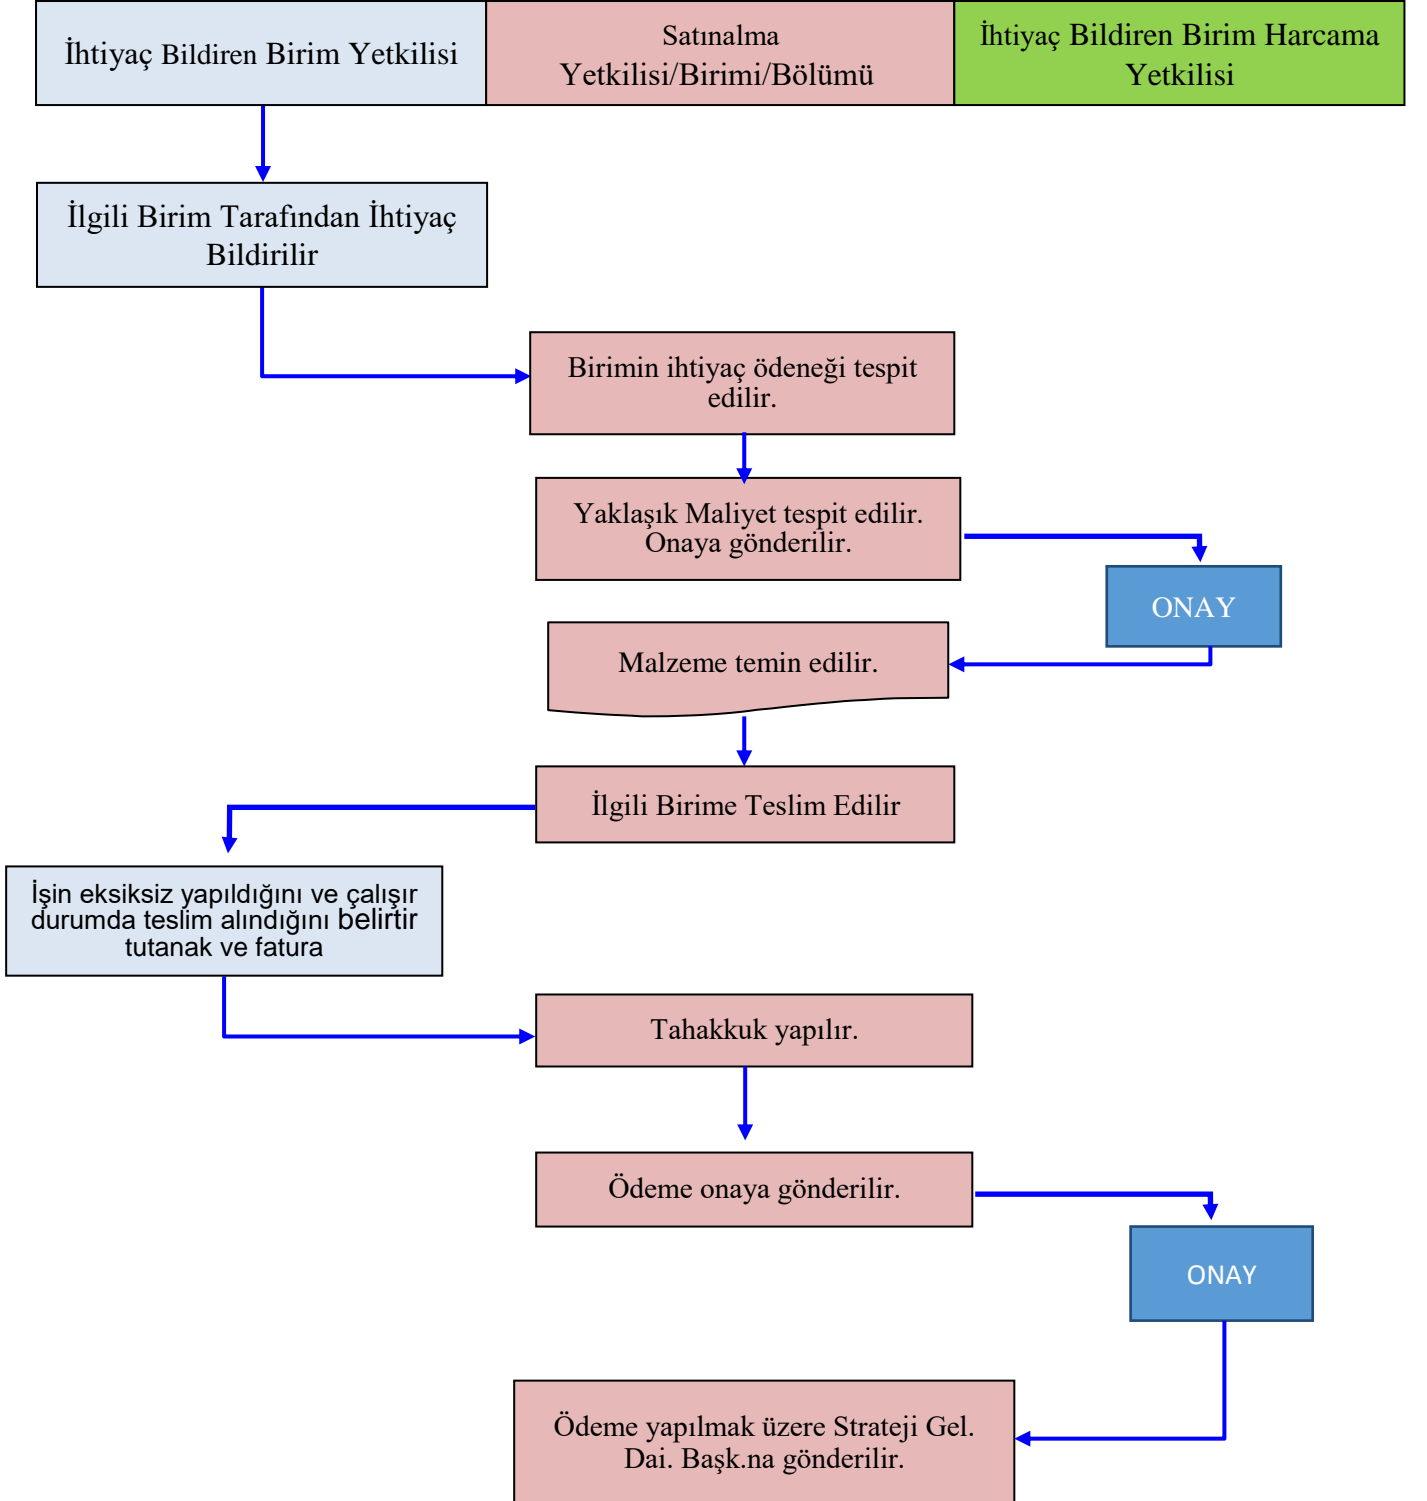 İhtiyaç Bildiren Birim Yetkilisi
Satınalma
Yetkilisi/Birimi/Bölümü
İhtiyaç Bildiren Birim Harcama
Yetkilisi
İlgili Birim Tarafından İhtiyaç
Bildirilir
Birimin ihtiyaç ödeneği tespit
edilir.
Yaklaşık Maliyet tespit edilir.
Onaya gönderilir.
ONAY
Malzeme temin edilir.
İlgili Birime Teslim Edilir
İşin eksiksiz yapıldığını ve çalışır
durumda teslim alındığını belirtir
tutanak ve fatura
Tahakkuk yapılır.
Ödeme onaya gönderilir.
ONAY
Ödeme yapılmak üzere Strateji Gel.
Dai. Başk.na gönderilir.